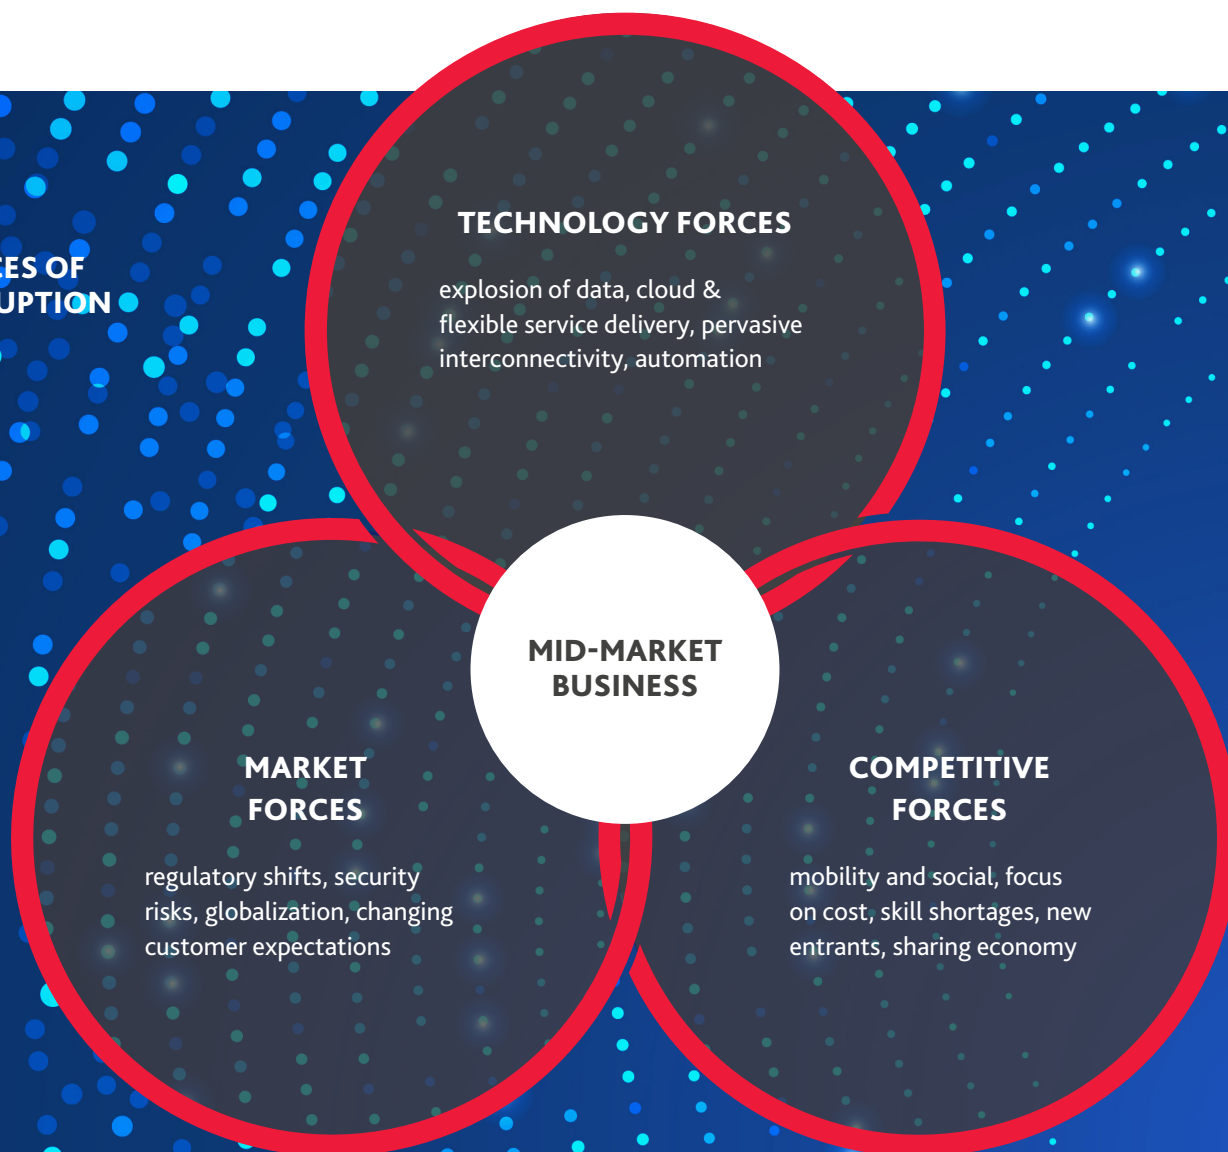 TECHNOLOGY FORCES
explosion of data, cloud &
flexible service delivery, pervasive
interconnectivity, automation
OF
MID-MARKET
BUSINESS
MARKET
FORCES
regulatory shifts, security
risks, globalization, changing
customer expectations
COMPETITIVE
FORCES
mobility and social, focus
on cost, skill shortages, new
entrants, sharing economy